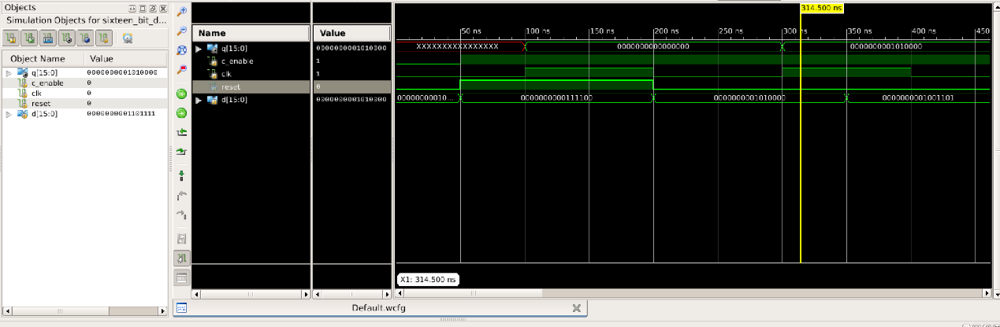 Objects
Simulation Objects for sixteen_bit_d...
Object Name Value
q[15:0] 0000000001010000
c_enable 0
clk 0
reset 0
d[15:0] 0000000001101111
Name Value
q[15:0] 0000000001010000
c_enable 1
clk 1
reset 0
d[15:0] 0000000001010000
314.500 ns
50 ns 100 ns 150 ns 200 ns 250 ns 300 ns 350 ns 400 ns 450
XXXXXXXXXXXXXXXX 0000000000000000 0000000001010000
00000000010... 0000000000111100 0000000001010000 0000000001001101
X1: 314.500 ns
Default.wcfg